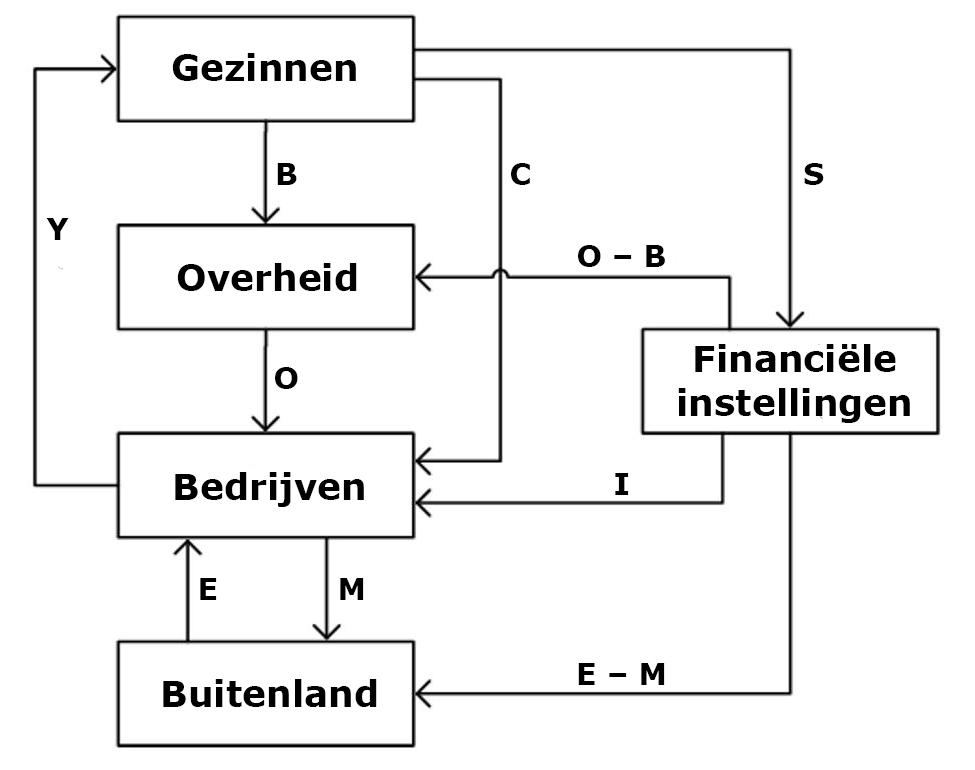 Gezinnen
B
C
S
Y
O – B
Overheid
Financiële
instellingen
O
Bedrijven
I
E
M
E – M
Buitenland